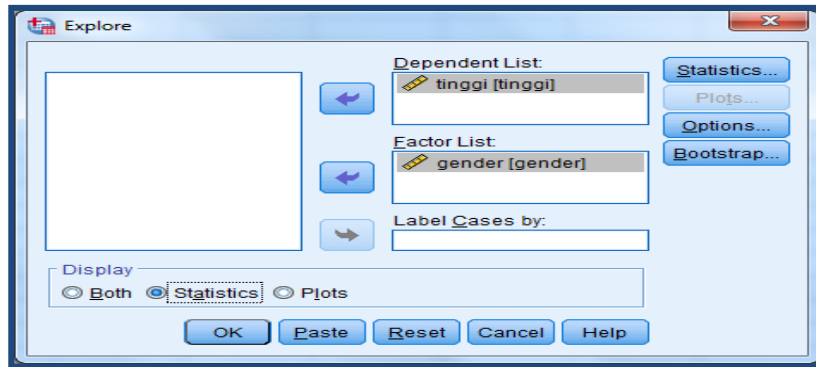 Explore
Dependent List:
tinggi [tinggi]
Factor List:
gender [gender]
Label Cases by:
Statistics...
Plots...
Options...
Bootstrap...
Display
Both Statistics Plots
OK Paste Reset Cancel Help